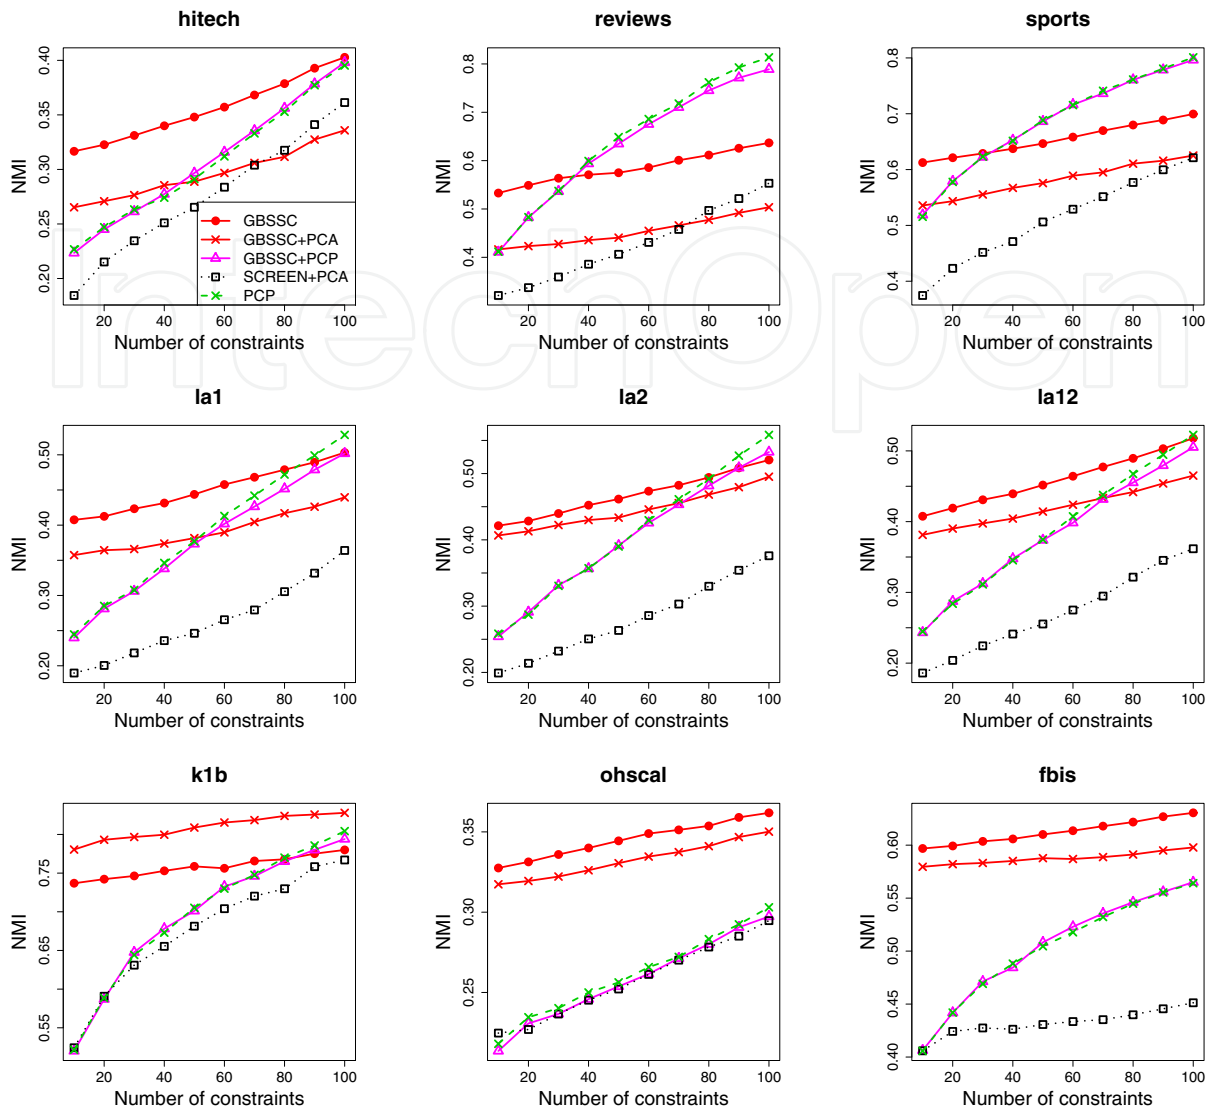 hitech
NMI
0.40
0.35
0.30
0.25
0.20
GBSSC
GBSSC+PCA
GBSSC+PCP
SCREEN+PCA
PCP
20 40 60 80 100
Number of constraints
reviews
NMI
0.8
0.7
0.6
0.5
0.4
20 40 60 80 100
Number of constraints
sports
NMI
0.8
0.7
0.6
0.5
0.4
20 40 60 80 100
Number of constraints
IntechOpen
la1
NMI
0.50
0.40
0.30
0.20
20 40 60 80 100
Number of constraints
la2
NMI
0.50
0.40
0.30
0.20
20 40 60 80 100
Number of constraints
la12
NMI
0.50
0.40
0.30
0.20
20 40 60 80 100
Number of constraints
k1b
NMI
0.75
0.65
0.55
20 40 60 80 100
Number of constraints
ohscal
NMI
0.35
0.30
0.25
20 40 60 80 100
Number of constraints
fbis
NMI
0.60
0.55
0.50
0.45
0.40
20 40 60 80 100
Number of constraints